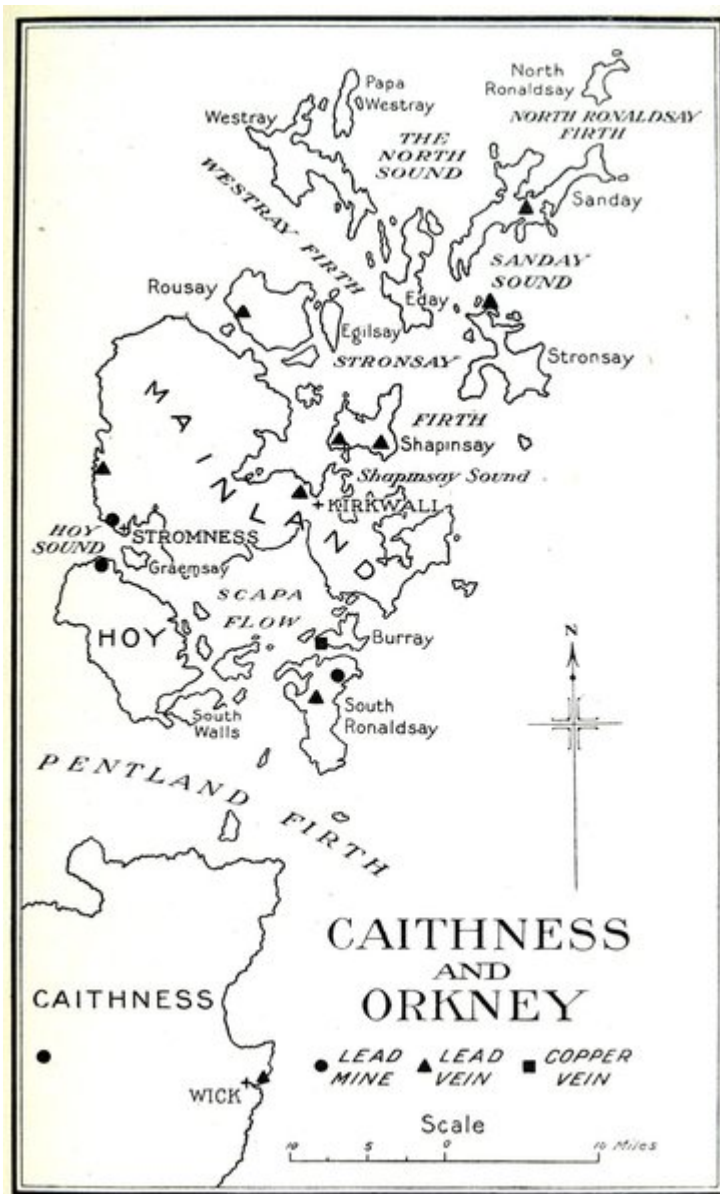 Papa
Westray
North
Ronaldsay
Westray
THE
NORTH
SOUND
NORTH RONALDSAY
FIRTH
WESTRAY FIRTH
Sanday
SANDAY
SOUND
Rousay
Eday
Egilsay
STRONSAY
Stronsay
FIRTH
MAINLAND
Shapinsay
Shapinsay Sound
KIRKWALL
HOY
SOUND
STROMNESS
Graemsay
SCAPA
FLOW
HOY
Burray
South
Walls
South
Ronaldsay
N
PENTLAND FIRTH
CAITHNESS
AND
ORKNEY
CAITHNESS
LEAD
MINE
LEAD
VEIN
COPPER
VEIN
WICK
Scale
10 5 0 10 Miles